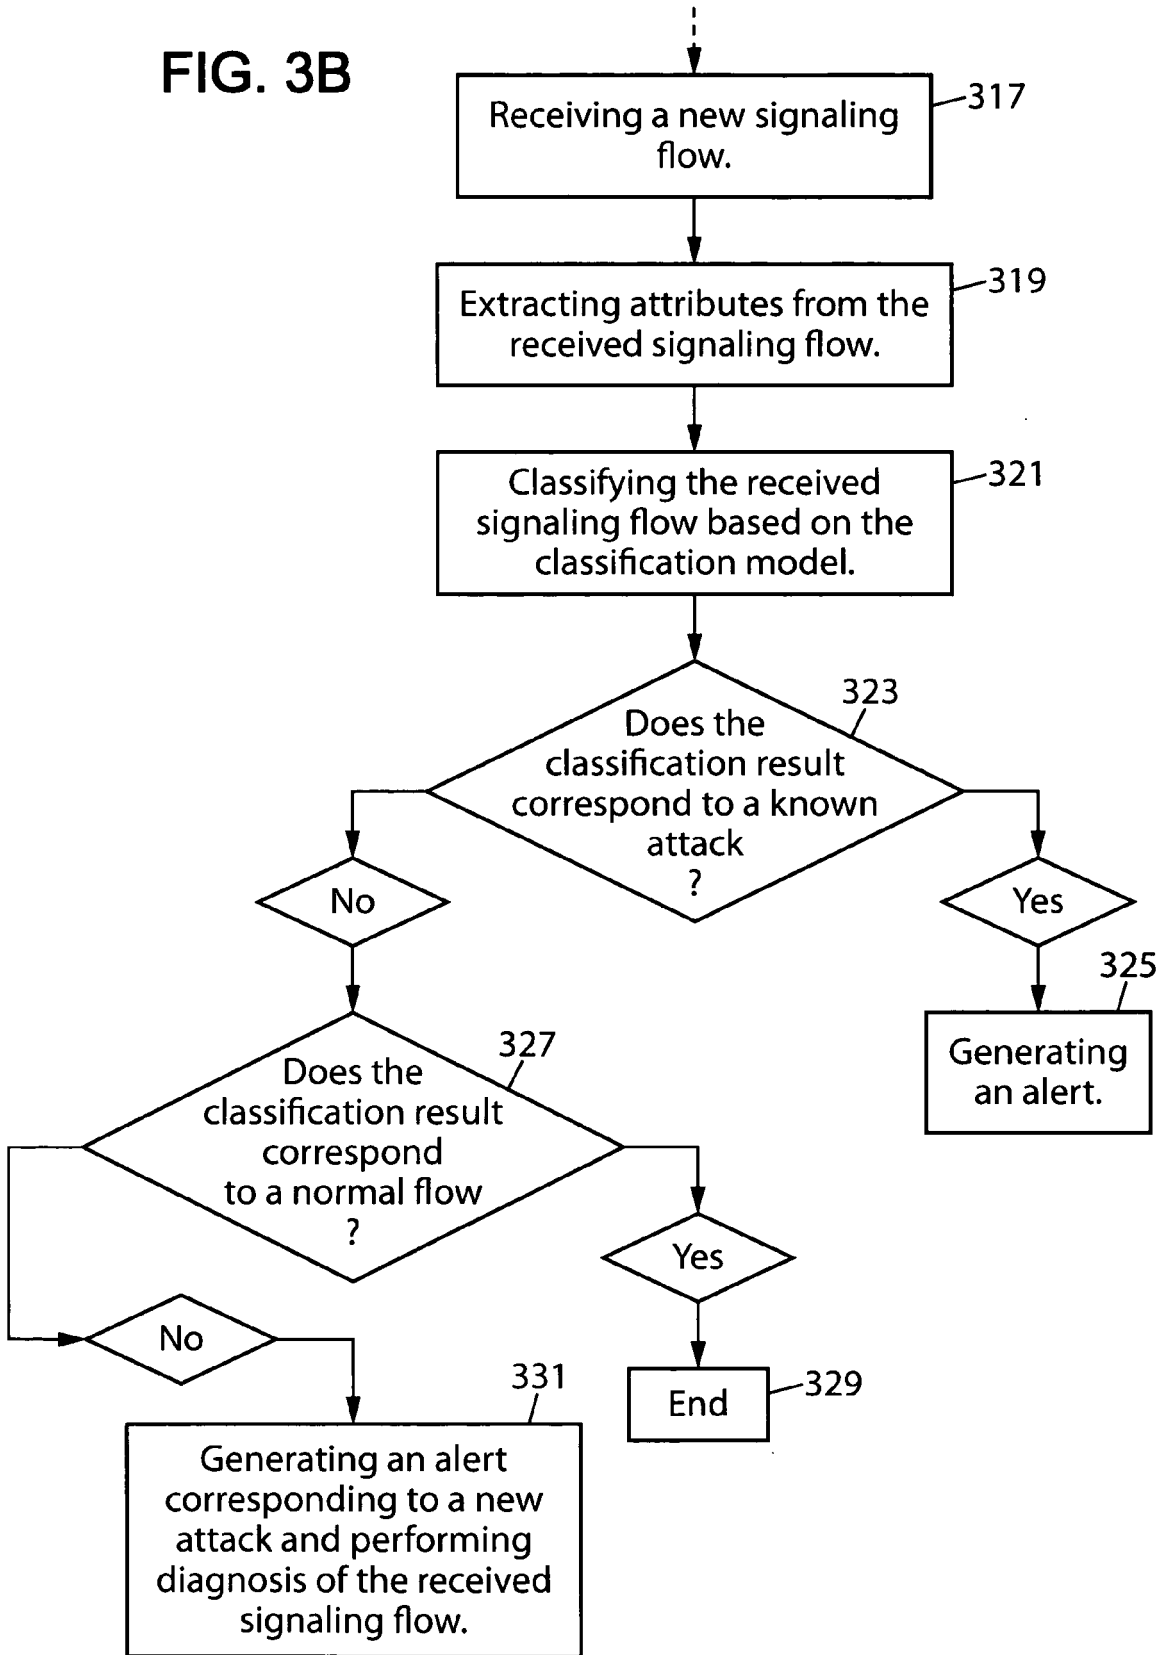 FIG. 3B
Receiving a new signaling
flow.
317
Extracting attributes from the
received signaling flow.
319
Classifying the received
signaling flow based on the
classification model.
321
323
Does the
classification result
correspond to a known
attack
?
No
Yes
325
Generating
an alert.
327
Does the
classification result
correspond
to a normal flow
?
Yes
No
End
329
331
Generating an alert
corresponding to a new
attack and performing
diagnosis of the received
signaling flow.